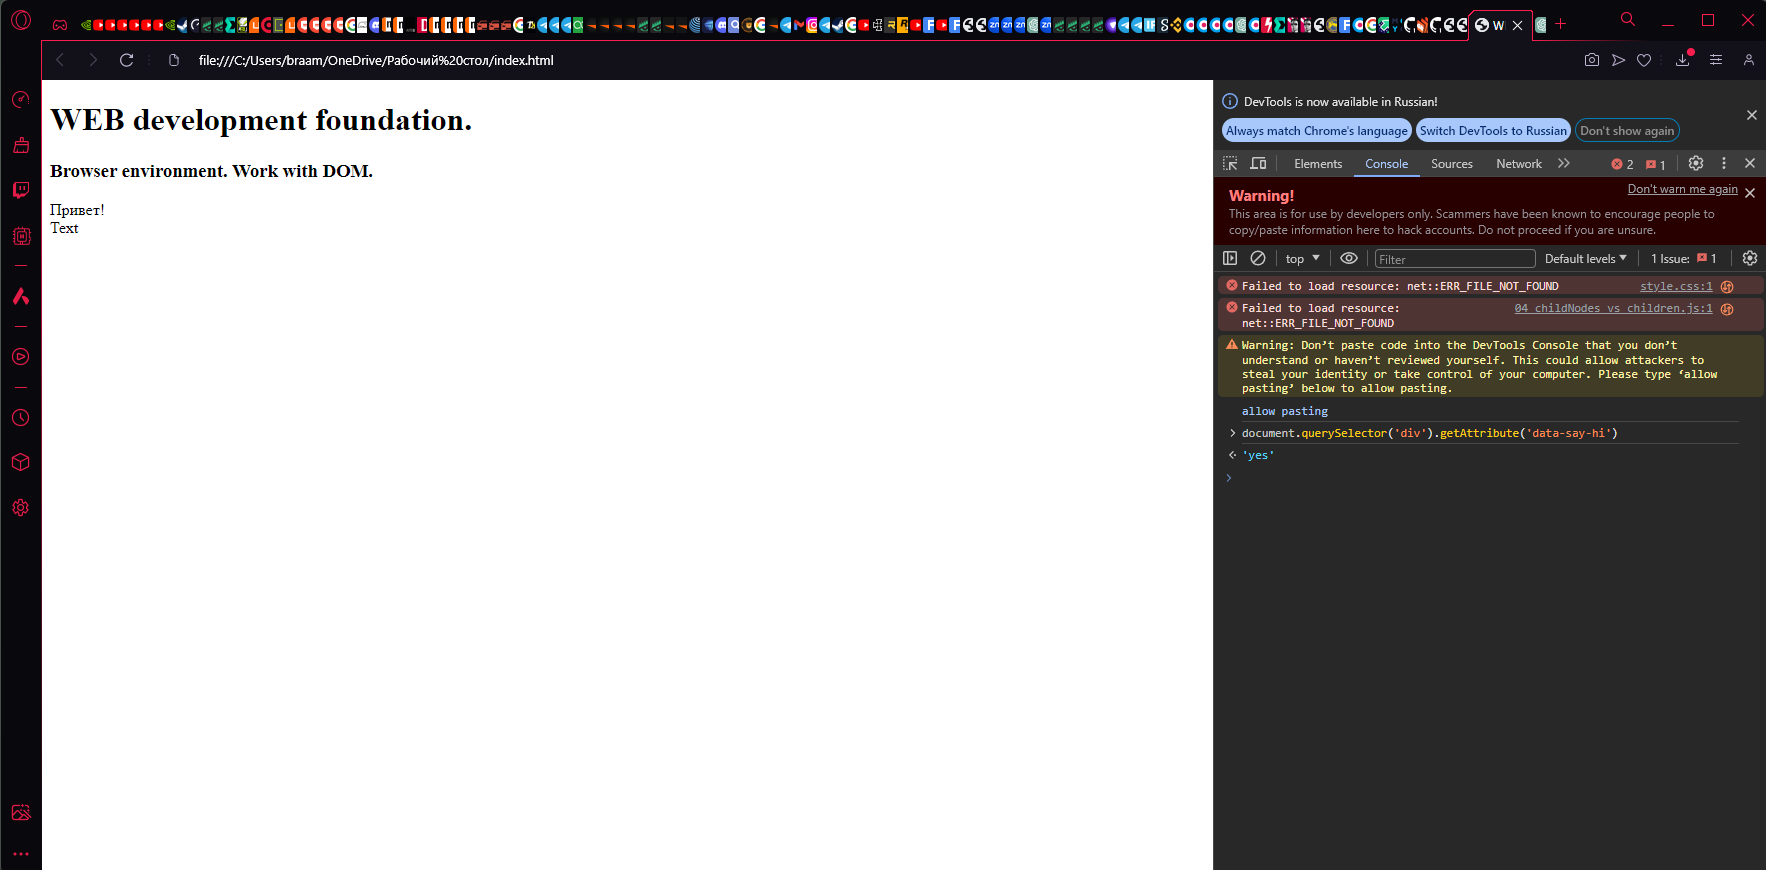 W
file:///C:/Users/braam/OneDrive/Рабочий%20стол/index.html
WEB development foundation.
Browser environment. Work with DOM.
Привет!
Text
DevTools is now available in Russian!
Always match Chrome's language Switch DevTools to Russian Don't show again
Elements Console Sources Network 2 1
Warning! Don't warn me again
This area is for use by developers only. Scammers have been known to encourage people to
copy/paste information here to hack accounts. Do not proceed if you are unsure.
top Filter Default levels 1 Issue: 1
Failed to load resource: net::ERR_FILE_NOT_FOUND style.css:1
Failed to load resource: 04 childNodes vs children.js:1
net::ERR_FILE_NOT_FOUND
Warning: Don’t paste code into the DevTools Console that you don’t
understand or haven’t reviewed yourself. This could allow attackers to
steal your identity or take control of your computer. Please type ‘allow
pasting’ below to allow pasting.
allow pasting
document.querySelector('div').getAttribute('data-say-hi')
'yes'